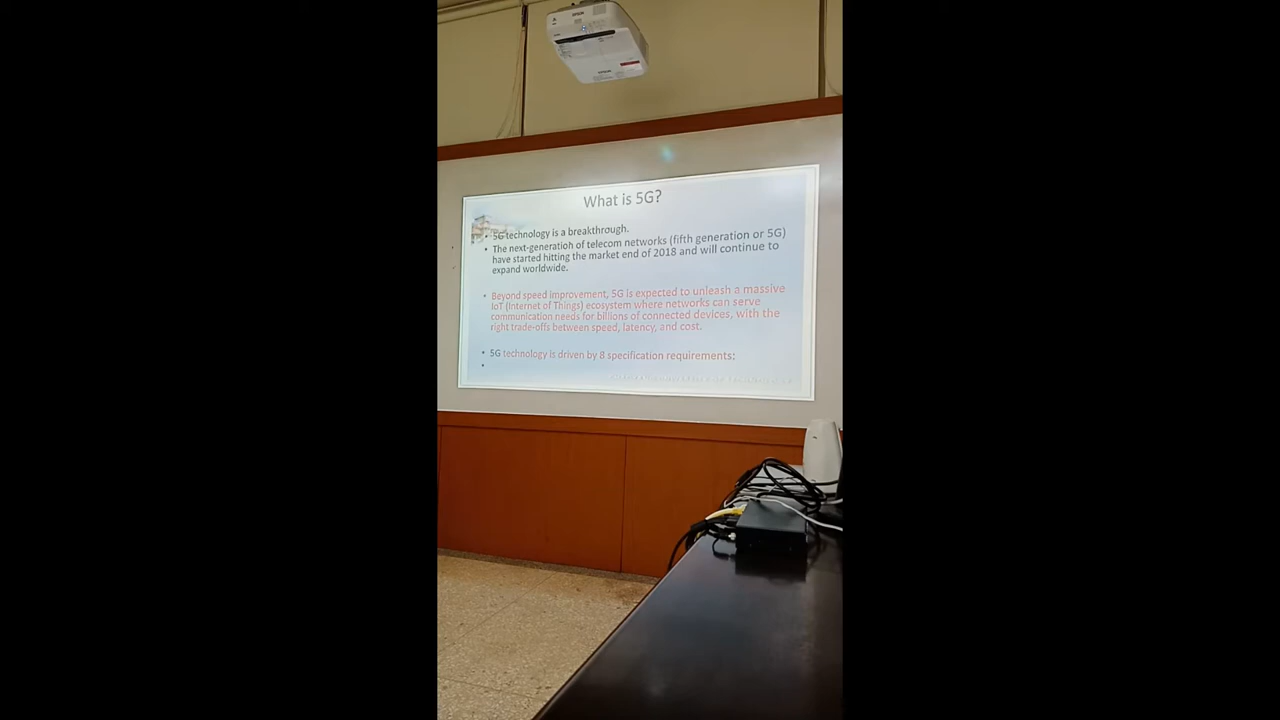 EPSON
What is 5G?
• 5G technology is a breakthrough.
• The next-generation of telecom networks (fifth generation or 5G)
have started hitting the market end of 2018 and will continue to
expand worldwide.
• Beyond speed improvement, 5G is expected to unleash a massive
IoT (Internet of Things) ecosystem where networks can serve
communication needs for billions of connected devices, with the
right trade-offs between speed, latency, and cost.
• 5G technology is driven by 8 specification requirements:
•